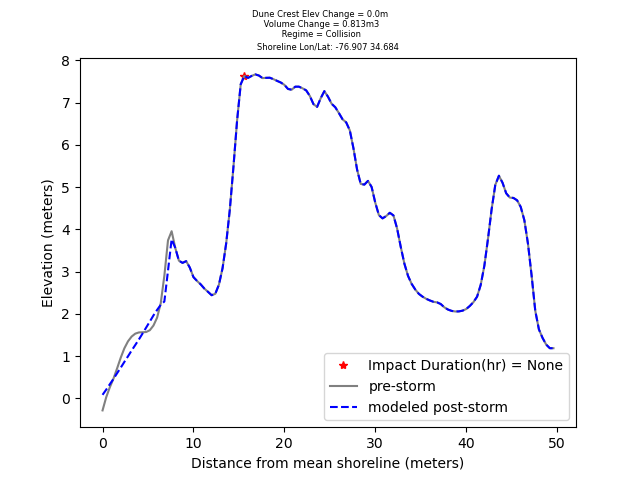 Dune Crest Elev Change = 0.0m
Volume Change = 0.813m3
Regime = Collision
Shoreline Lon/Lat: -76.907 34.684
8
7
6
5
4
3
2
1
0
Elevation (meters)
Impact Duration(hr) = None
pre-storm
modeled post-storm
0 10 20 30 40 50
Distance from mean shoreline (meters)